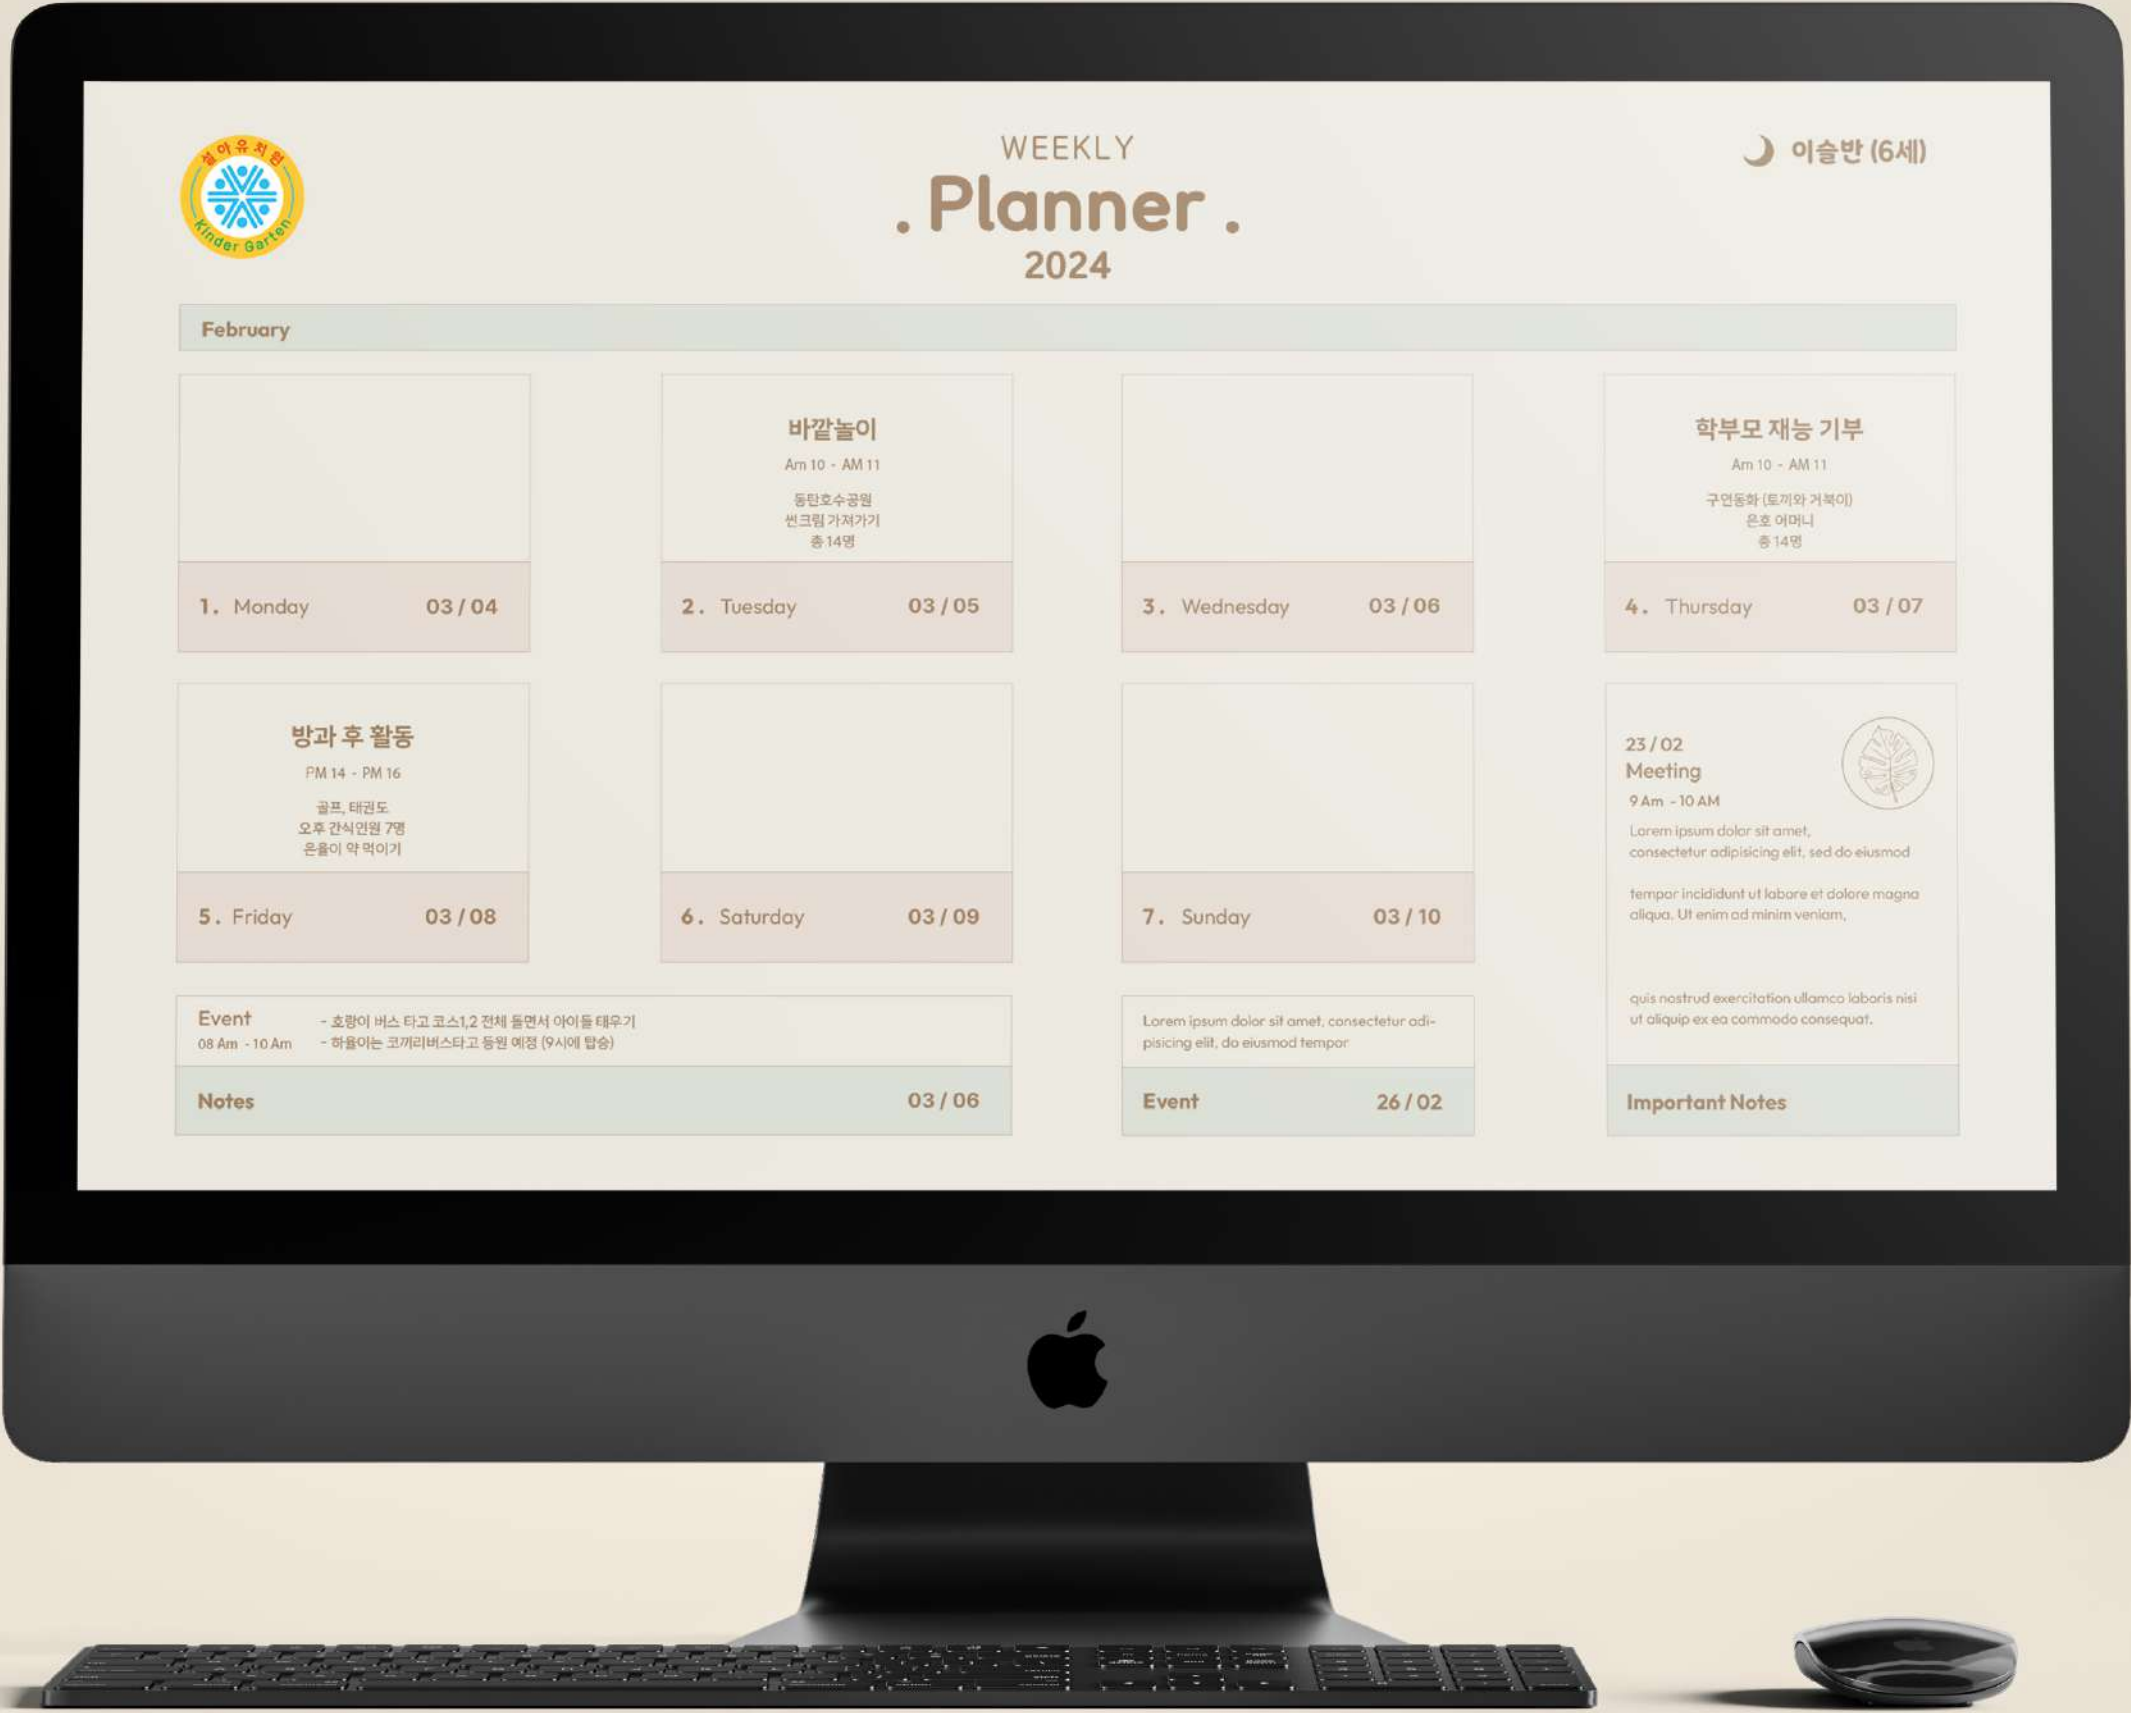 설아유치원
Kinder Garten
WEEKLY
. Planner .
2024
이슬반 (6세)
February
바깥놀이
Am 10 - AM 11
동탄호수공원
썬크림 가져가기
총 14명
학부모 재능 기부
Am 10 - AM 11
구연동화 (토끼와 거북이)
은호 어머니
총 14명
1. Monday 03 / 04
2. Tuesday 03 / 05
3. Wednesday 03 / 06
4. Thursday 03 / 07
방과 후 활동
PM 14 - PM 16
골프, 태권도
오후 간식인원 7명
온율이 약 먹이기
5. Friday 03 / 08
6. Saturday 03 / 09
7. Sunday 03 / 10
23 / 02
Meeting
9 Am - 10 AM
Lorem ipsum dolor sit amet,
consectetur adipisicing elit, sed do eiusmod
tempor incididunt ut labore et dolore magna
aliqua. Ut enim ad minim veniam,
quis nostrud exercitation ullamco laboris nisi
ut aliquip ex ea commodo consequat.
Important Notes
Event
08 Am - 10 Am
- 호랑이 버스 타고 코스1,2 전체 돌면서 아이들 태우기
- 하율이는 코끼리버스타고 등원 예정 (9시에 탑승)
Notes 03 / 06
Lorem ipsum dolor sit amet, consectetur adi-
pisicing elit, do eiusmod tempor
Event 26 / 02